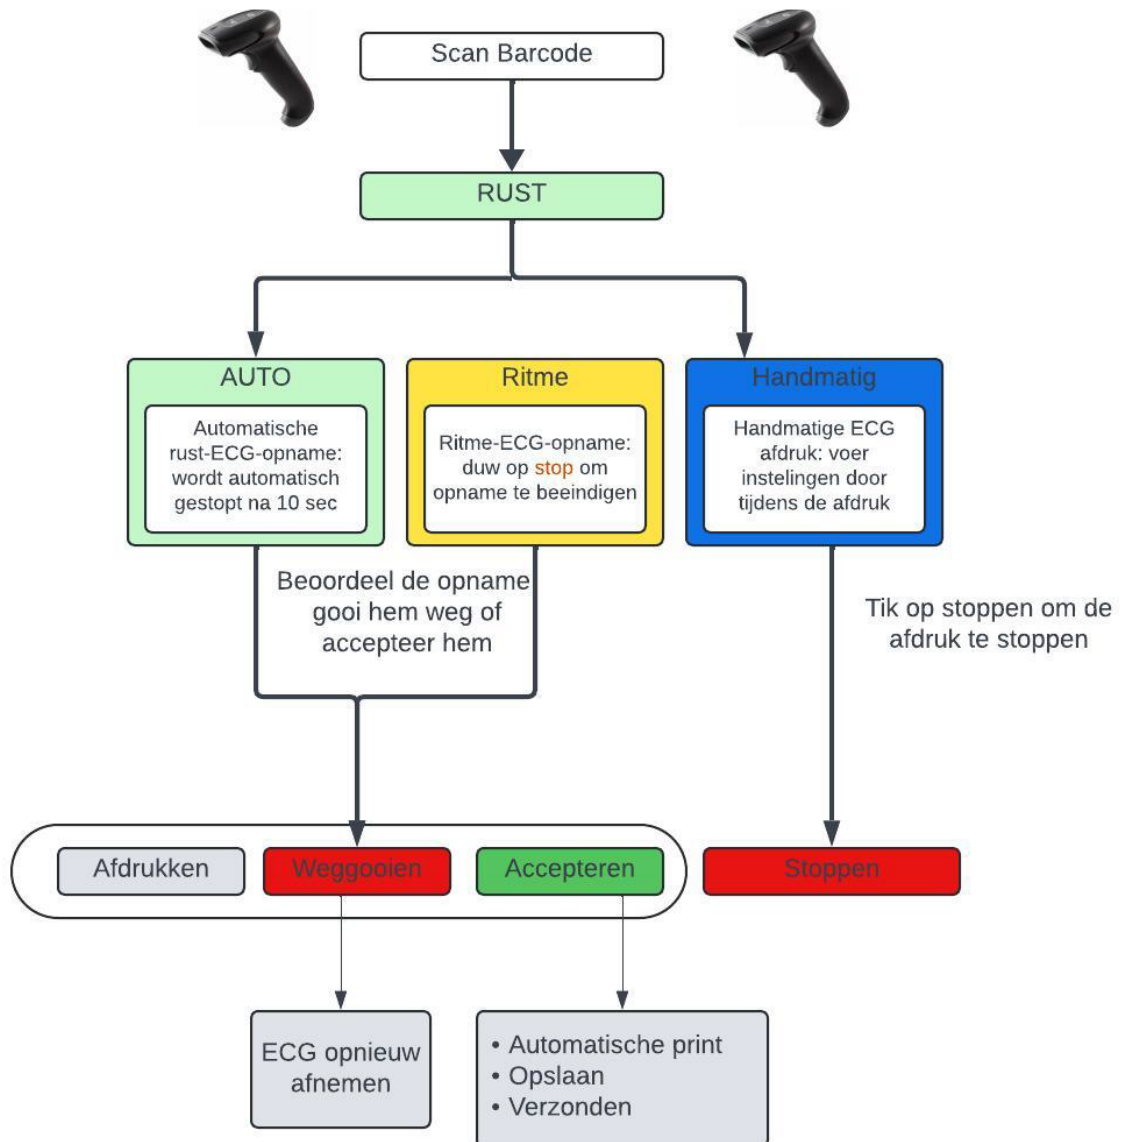 Scan Barcode
RUST
AUTO
Automatische
rust-ECG-opname:
wordt automatisch
gestopt na 10 sec
Ritme
Ritme-ECG-opname:
duw op stop om
opname te beeindigen
Handmatig
Handmatige ECG
afdruk: voer
instelingen door
tijdens de afdruk
Beoordeel de opname
gooi hem weg of
accepteer hem
Tik op stoppen om de
afdruk te stoppen
Afdrukken
Weggooien
Accepteren
Stoppen
ECG opnieuw
afnemen
• Automatische print
• Opslaan
• Verzonden